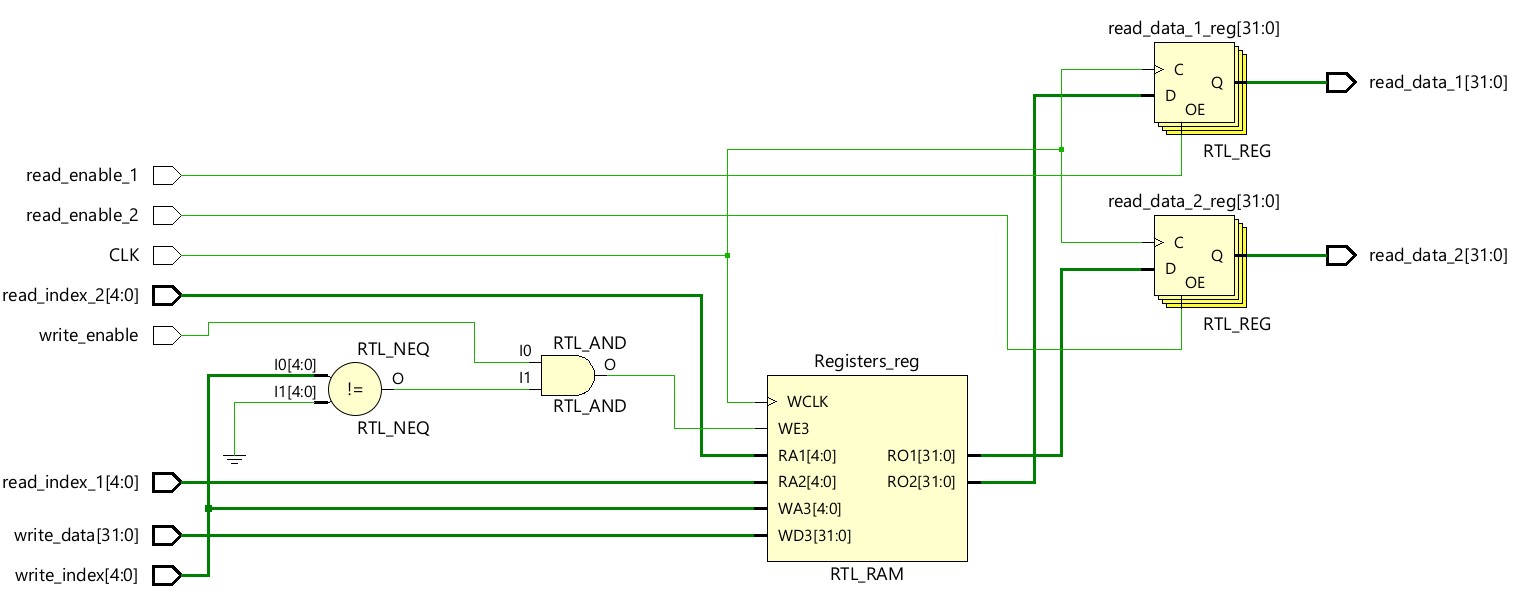 read_data_1_reg[31:0]
C
D
Q
OE
RTL_REG
read_data_1[31:0]
read_enable_1
read_enable_2
CLK
read_index_2[4:0]
write_enable
read_data_2_reg[31:0]
C
D
Q
OE
RTL_REG
read_data_2[31:0]
RTL_NEQ
I0[4:0]
I1[4:0]
!=
O
RTL_NEQ
RTL_AND
I0
I1
O
RTL_AND
Registers_reg
WCLK
WE3
RA1[4:0]
RA2[4:0]
WA3[4:0]
WD3[31:0]
RO1[31:0]
RO2[31:0]
RTL_RAM
read_index_1[4:0]
write_data[31:0]
write_index[4:0]